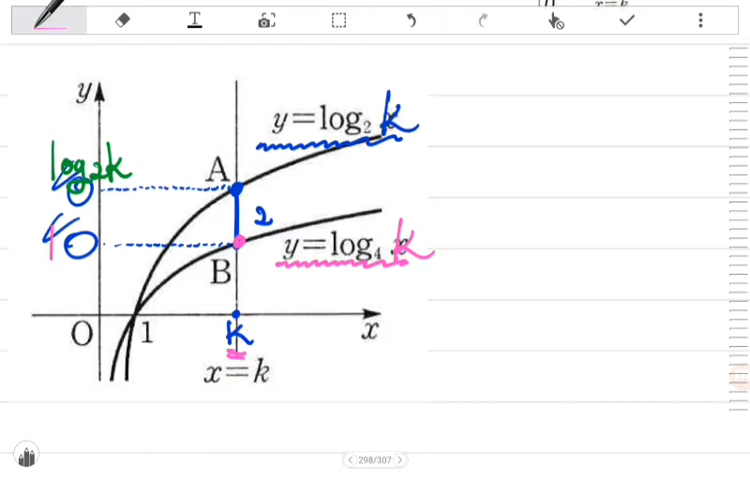 x=k
T
y
y=log₂ k
log₂k
A
2
y=log₄ k
B
O 1 k x
x=k
298/307